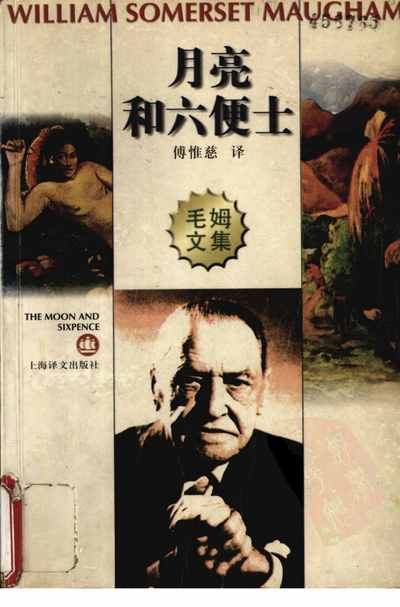 WILLIAM SOMERSET MAUGHAM
月亮
和六便士
傅惟慈 译
毛姆
文集
THE MOON AND
SIXPENCE
上海译文出版社